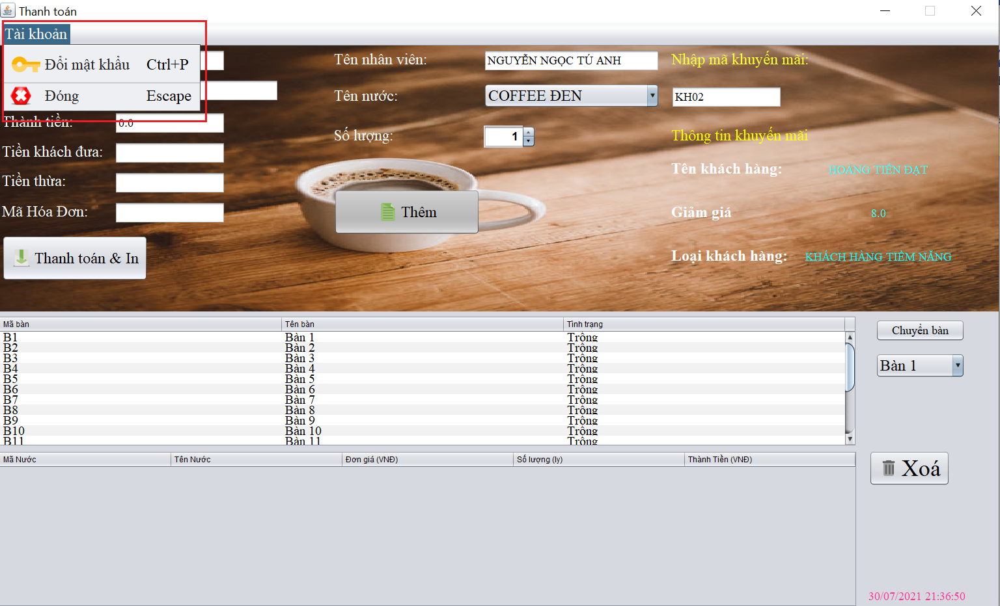 Thanh toán
Tài khoản
Đổi mật khẩu Ctrl+P
Đóng Escape
Thành tiền: 0.0
Tiền khách đưa:
Tiền thừa:
Mã Hóa Đơn:
Thanh toán & In
Tên nhân viên: NGUYỄN NGỌC TÚ ANH
Tên nước: COFFEE ĐEN
Số lượng: 1
Thêm
Nhập mã khuyến mãi:
KH02
Thông tin khuyến mãi
Tên khách hàng: HOÀNG TIẾN ĐẠT
Giảm giá 8.0
Loại khách hàng: KHÁCH HÀNG TIỀM NĂNG
Mã bàn Tên bàn Tình trạng
B1 Bàn 1 Trống
B2 Bàn 2 Trống
B3 Bàn 3 Trống
B4 Bàn 4 Trống
B5 Bàn 5 Trống
B6 Bàn 6 Trống
B7 Bàn 7 Trống
B8 Bàn 8 Trống
B9 Bàn 9 Trống
B10 Bàn 10 Trống
B11 Bàn 11 Trống
Chuyển bàn
Bàn 1
Mã Nước Tên Nước Đơn giá (VNĐ) Số lượng (ly) Thành Tiền (VNĐ)
Xoá
30/07/2021 21:36:50